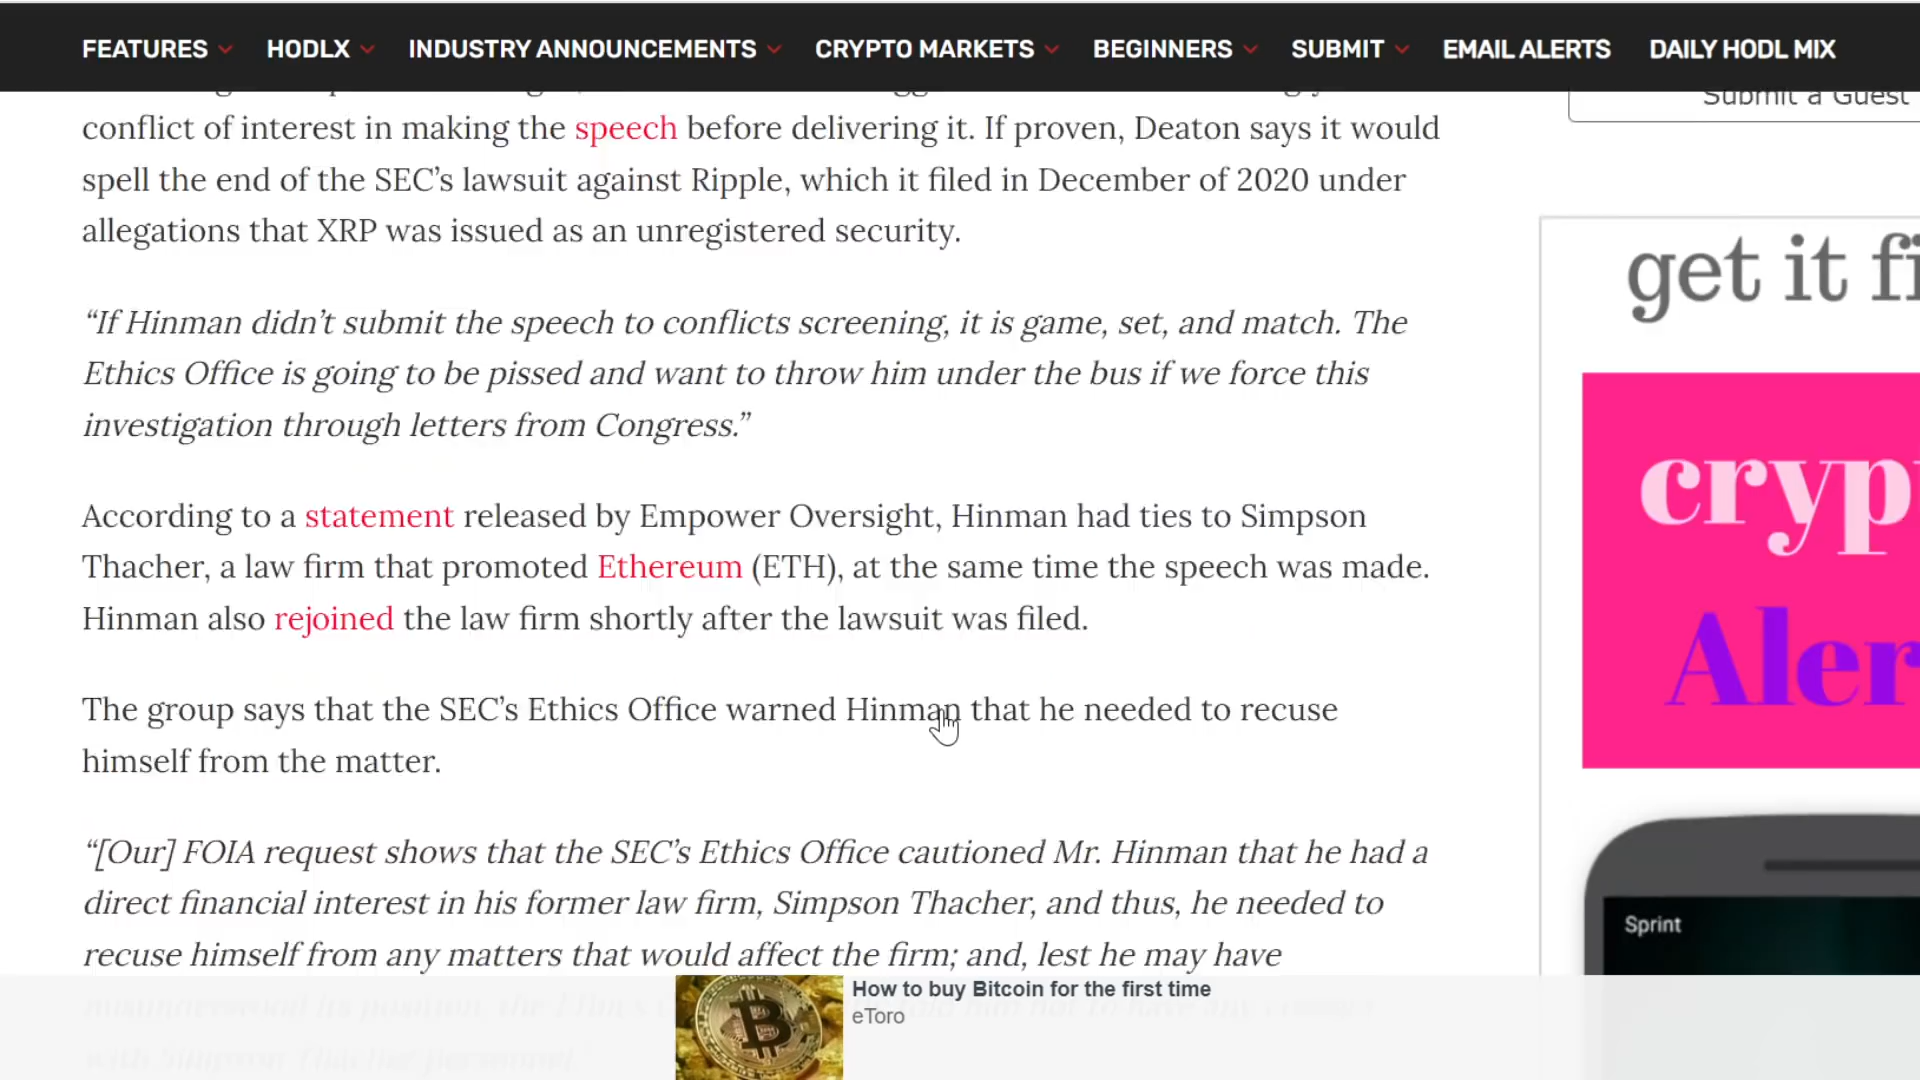 FEATURES HODLX INDUSTRY ANNOUNCEMENTS CRYPTO MARKETS BEGINNERS SUBMIT EMAIL ALERTS DAILY HODL MIX
Submit a Guest
conflict of interest in making the speech before delivering it. If proven, Deaton says it would
spell the end of the SEC’s lawsuit against Ripple, which it filed in December of 2020 under
allegations that XRP was issued as an unregistered security.
“If Hinman didn’t submit the speech to conflicts screening, it is game, set, and match. The
Ethics Office is going to be pissed and want to throw him under the bus if we force this
investigation through letters from Congress.”
According to a statement released by Empower Oversight, Hinman had ties to Simpson
Thacher, a law firm that promoted Ethereum (ETH), at the same time the speech was made.
Hinman also rejoined the law firm shortly after the lawsuit was filed.
The group says that the SEC’s Ethics Office warned Hinman that he needed to recuse
himself from the matter.
“[Our] FOIA request shows that the SEC’s Ethics Office cautioned Mr. Hinman that he had a
direct financial interest in his former law firm, Simpson Thacher, and thus, he needed to
recuse himself from any matters that would affect the firm; and, lest he may have
get it fi
cryp
Aler
Sprint
How to buy Bitcoin for the first time
eToro